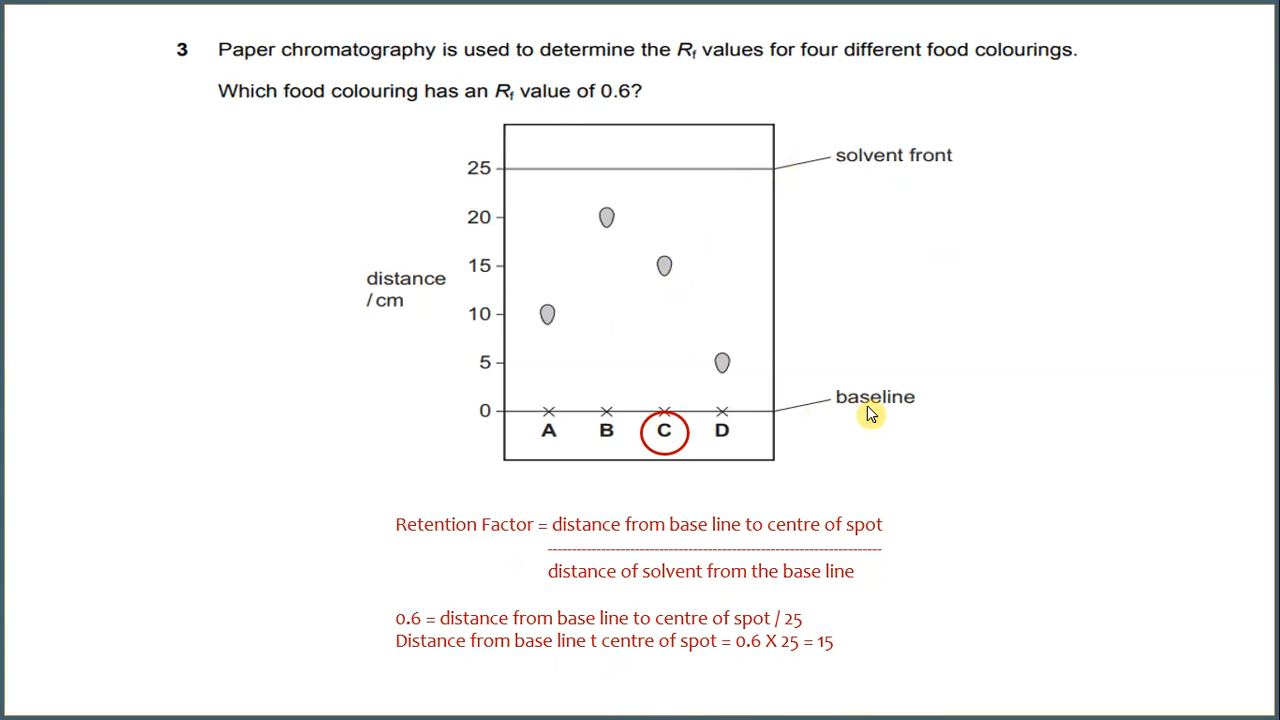 3 Paper chromatography is used to determine the Rf values for four different food colourings.
Which food colouring has an Rf value of 0.6?
solvent front
25
20
15
distance
/ cm
10
5
0
baseline
A B C D
Retention Factor = distance from base line to centre of spot
----------------------------------------------------------------------
distance of solvent from the base line
0.6 = distance from base line to centre of spot / 25
Distance from base line t centre of spot = 0.6 X 25 = 15